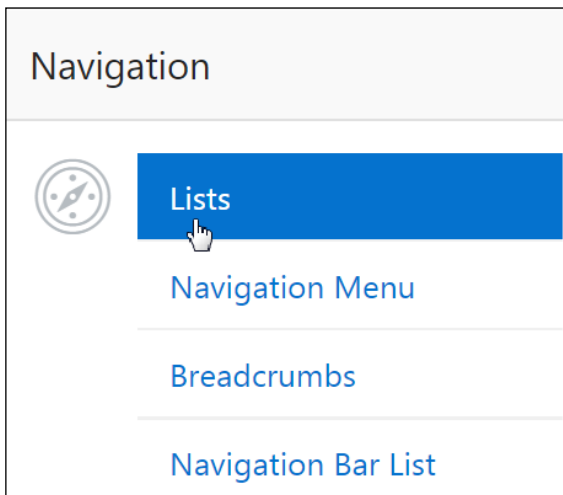 Navigation
Lists
Navigation Menu
Breadcrumbs
Navigation Bar List